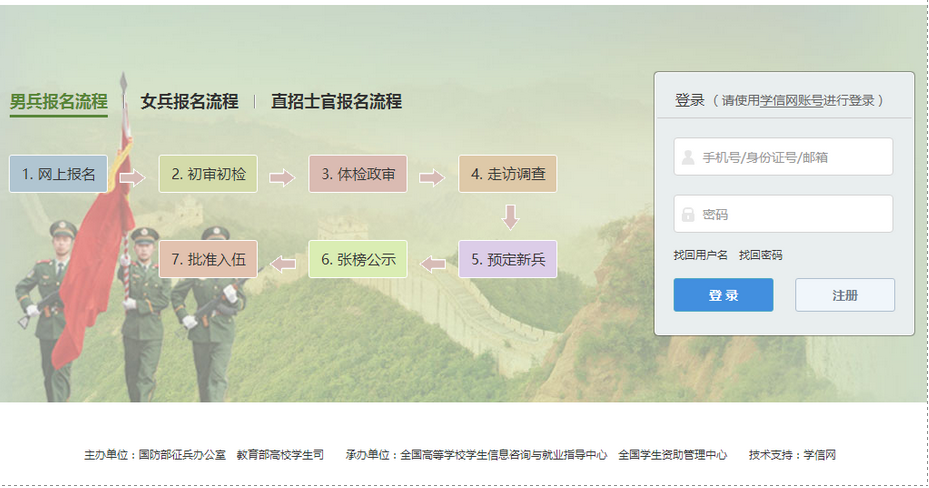 男兵报名流程 女兵报名流程 直招士官报名流程
1. 网上报名 2. 初审初检 3. 体检政审 4. 走访调查
7. 批准入伍 6. 张榜公示 5. 预定新兵
登录（请使用学信网账号进行登录）
手机号/身份证号/邮箱
密码
找回用户名 找回密码
登 录 注册
主办单位：国防部征兵办公室 教育部高校学生司 承办单位：全国高等学校学生信息咨询与就业指导中心 全国学生资助管理中心 技术支持：学信网